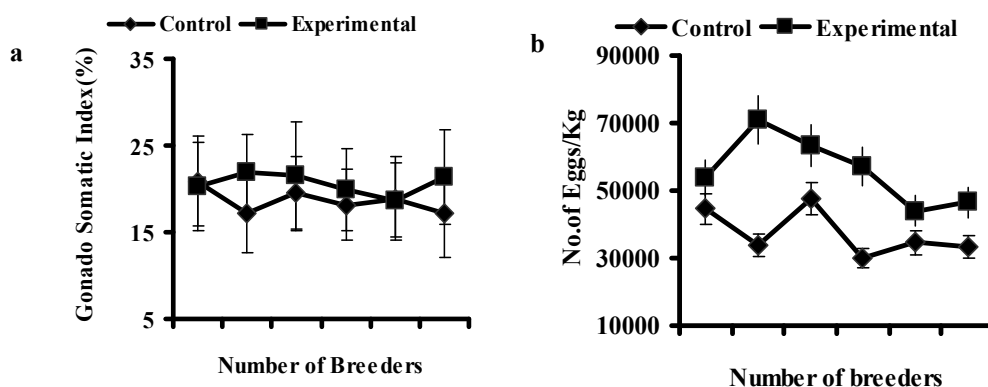 Control Experimental
a
Gonado Somatic Index(%)
35
25
15
5
Number of Breeders
Control Experimental
b
No.of Eggs/Kg
90000
70000
50000
30000
10000
Number of breeders